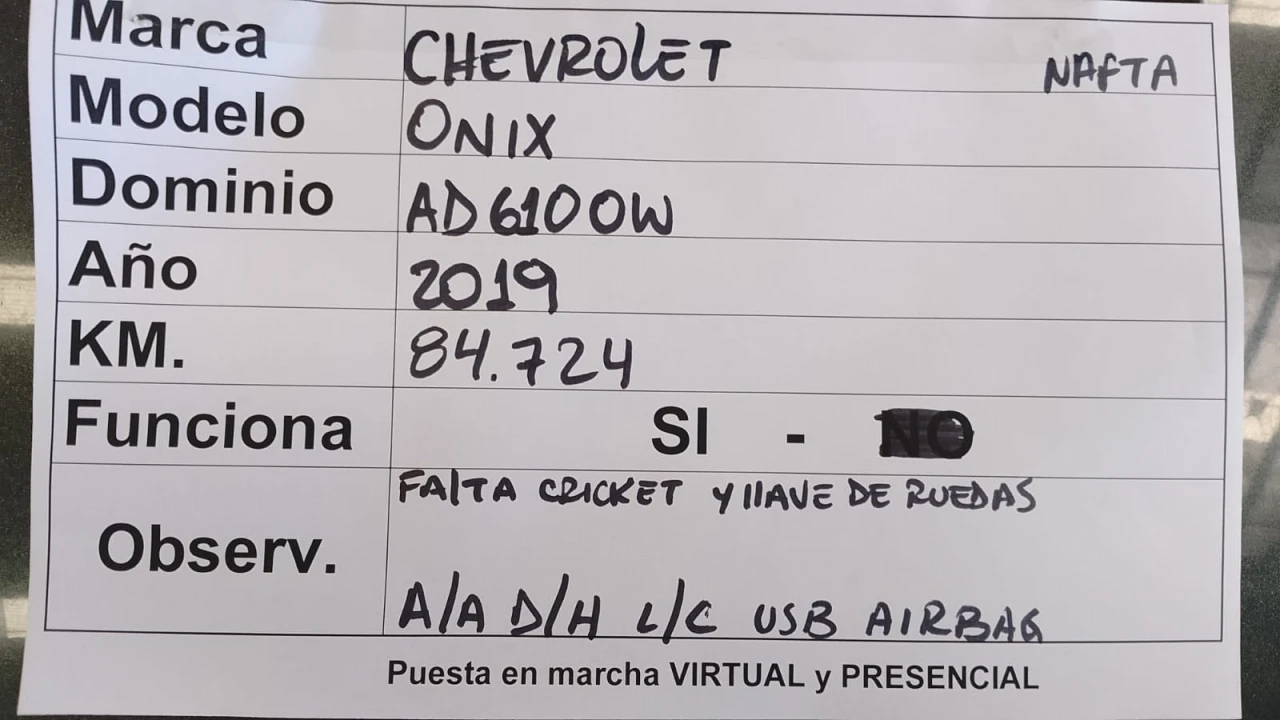 Marca CHEVROLET NAFTA
Modelo ONIX
Dominio AD610OW
Año 2019
KM. 84.724
Funciona SI - NO
Observ. FAlTA CRICKET Y llAVE DE RUEDAS
A/A D/H L/C USB AIRBAG
Puesta en marcha VIRTUAL y PRESENCIAL